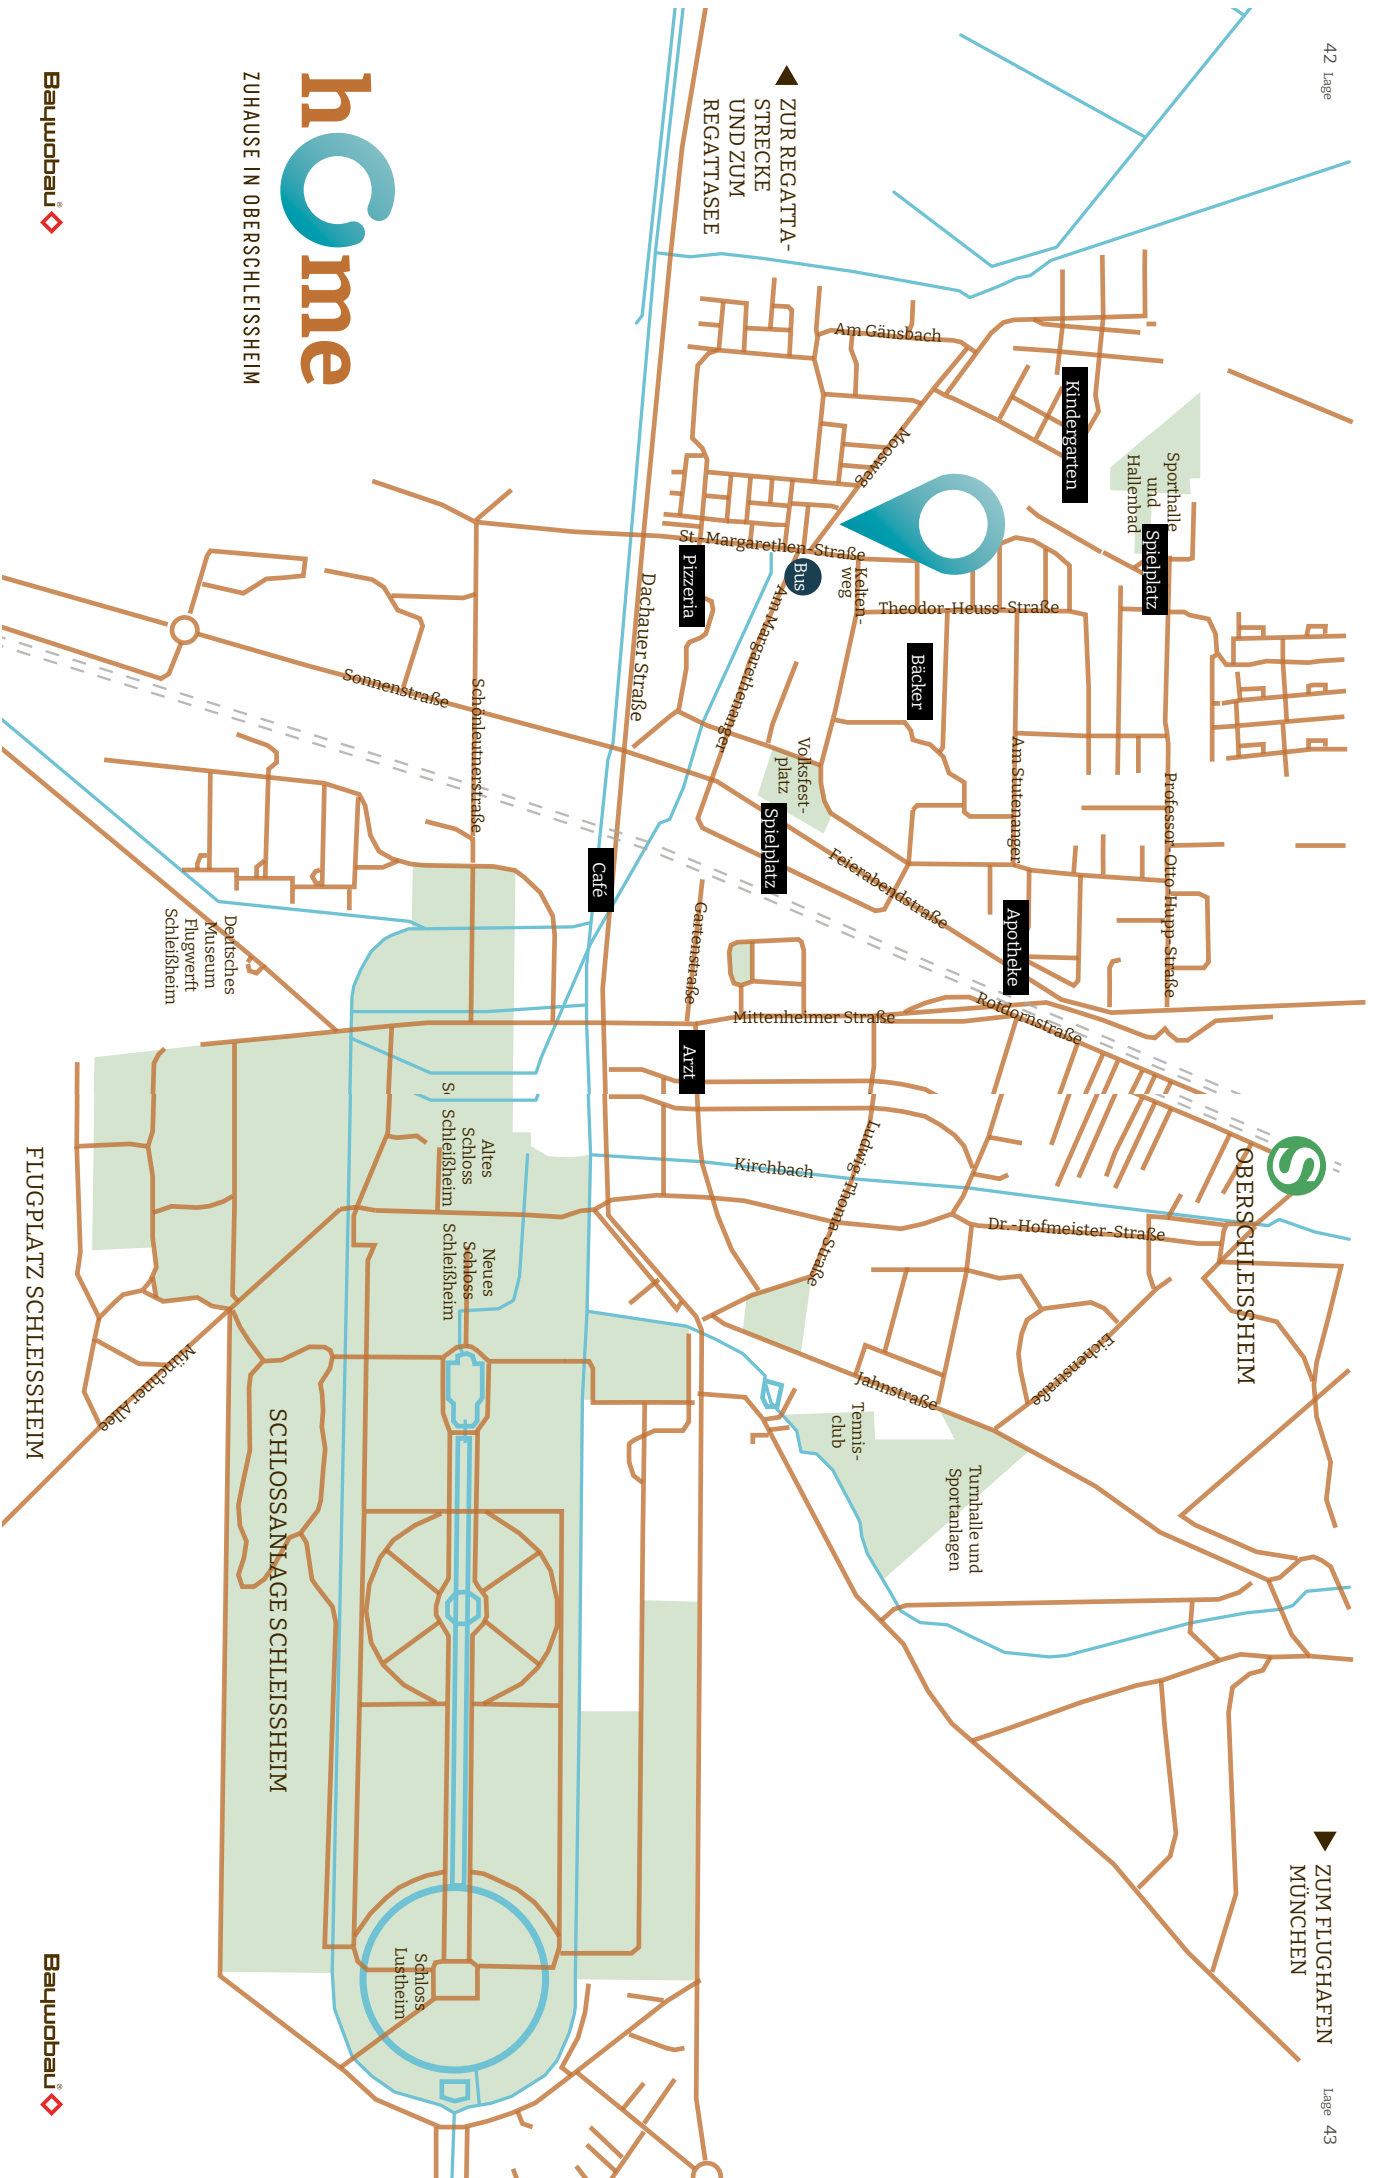 42 Lage
ZUR REGATTA-
STRECKE
UND ZUM
REGATTASEE
home
ZUHAUSE IN OBERSCHLEISSHEIM
Baywobau®
Am Gänsbach
Kindergarten
Moosweg
Sporthalle
und
Hallenbad
Spielplatz
St.-Margarethen-Straße
Pizzeria
Bus
Kelten-
weg
Theodor-Heuss-Straße
Dachauer Straße
Am Margarethenanger
Bäcker
Sonnenstraße
Schönleutnerstraße
Volksfest-
platz
Spielplatz
Am Stutenanger
Professor-Otto-Hupp-Straße
Feierabendstraße
Café
Gartenstraße
Apotheke
Deutsches
Museum
Flugwerft
Schleißheim
Rotdornstraße
Mittenheimer Straße
Arzt
Altes
Schloss
Schleißheim
Neues
Schloss
Schleißheim
Kirchbach
Ludwig-Thoma-Straße
Dr.-Hofmeister-Straße
S
OBERSCHLEISSHEIM
FLUGPLATZ SCHLEISSHEIM
Münchner Allee
SCHLOSSANLAGE SCHLEISSHEIM
Jahnstraße
Eichenstraße
Tennis-
club
Turnhalle und
Sportanlagen
Schloss
Lustheim
ZUM FLUGHAFEN
MÜNCHEN
Baywobau®
Lage 43